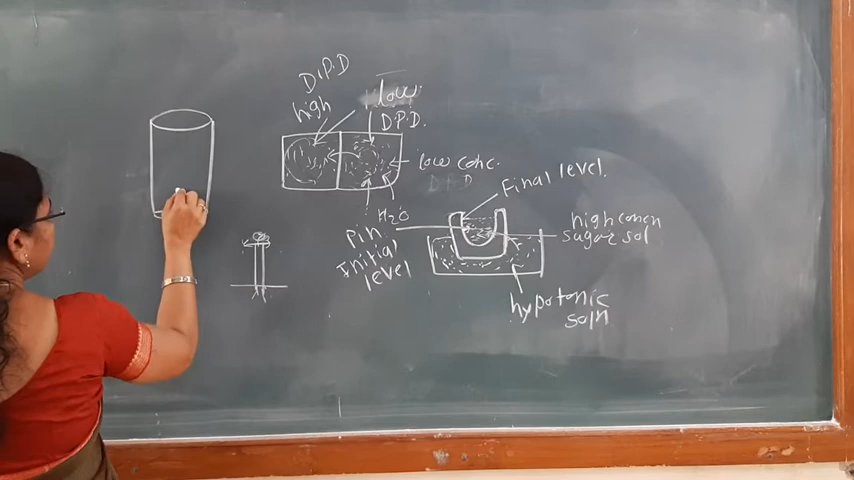 D.P.D
high
low
D.P.D.
low conc.
D P D
Final level.
H2O
Pin
Initial
level
high concn
sugar sol
hypotonic
soln